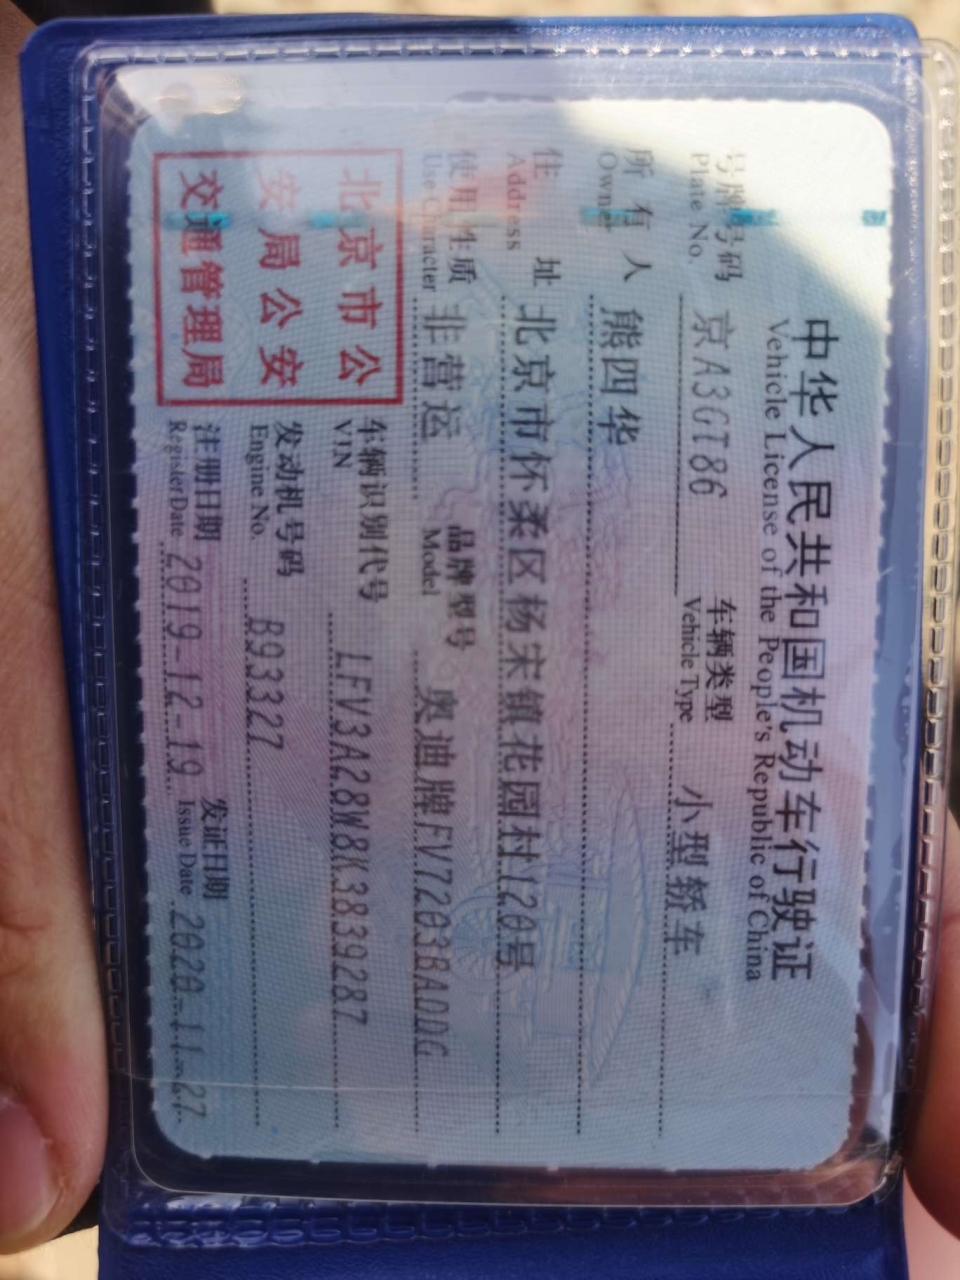 中华人民共和国机动车行驶证
Vehicle License of the People's Republic of China
号牌号码 京A3GT86 车辆类型 小型轿车
Plate No. Vehicle Type
所有人 熊四华
Owner
住址 北京市怀柔区杨宋镇花园村120号
Address
使用性质 非营运 品牌型号 奥迪牌FV7203BADDG
Use Character Model
北京市公
安局公安
交通管理局
车辆识别代号 LFV3A28W8K3839287
VIN
发动机号码 B93327
Engine No.
注册日期 2019-12-19 发证日期 2020-11-27
Register Date Issue Date